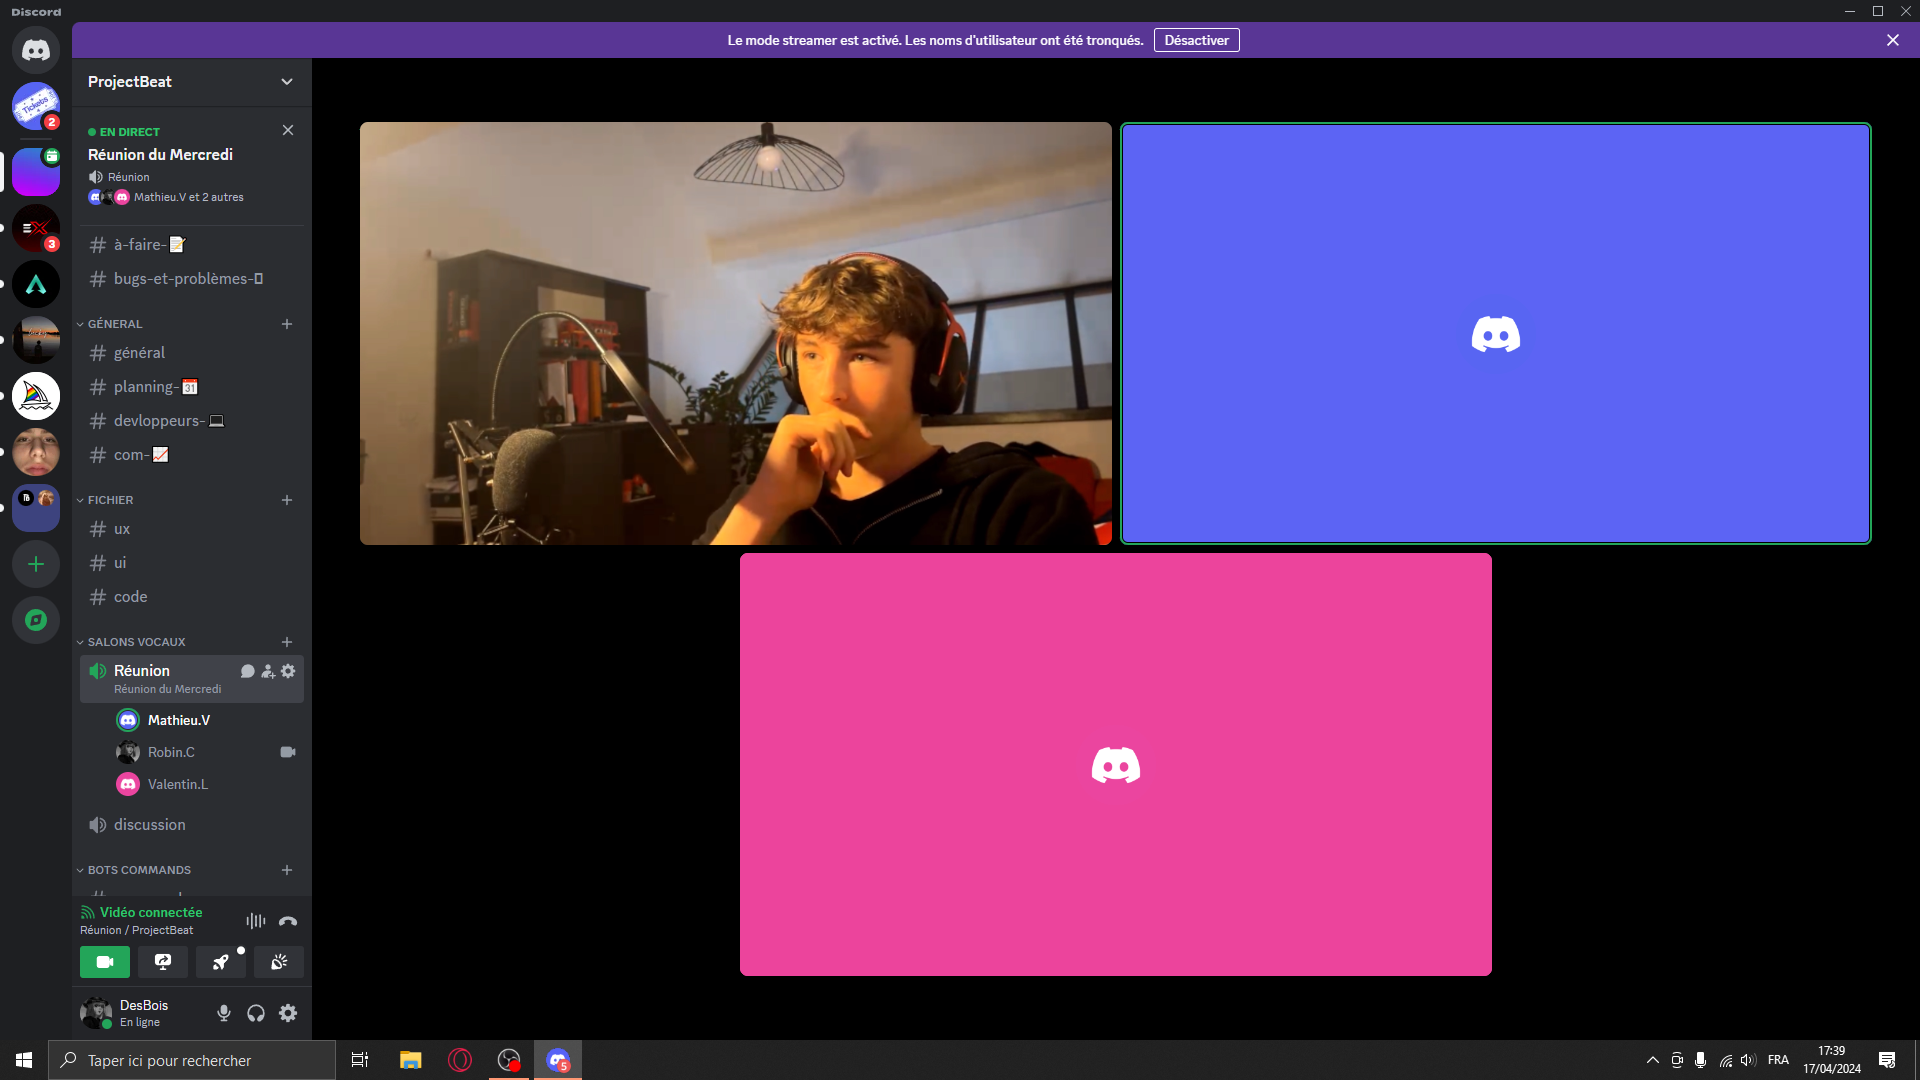 Discord
Le mode streamer est activé. Les noms d'utilisateur ont été tronqués.
Désactiver
Tickets
2
3
ProjectBeat
EN DIRECT
Réunion du Mercredi
Réunion
Mathieu.V et 2 autres
à-faire-📝
bugs-et-problèmes-▯
GÉNERAL
général
planning-📅
devloppeurs-💻
com-📈
FICHIER
ux
ui
code
SALONS VOCAUX
Réunion
Réunion du Mercredi
Mathieu.V
Robin.C
Valentin.L
discussion
BOTS COMMANDS
Vidéo connectée
Réunion / ProjectBeat
DesBois
En ligne
Taper ici pour rechercher
5
FRA
17:39
17/04/2024